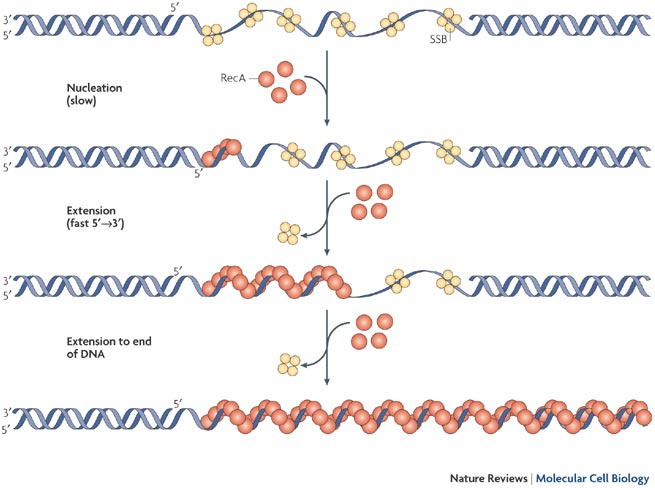 5′
3′
5′
SSB
RecA
Nucleation
(slow)
3′
5′
5′
Extension
(fast 5′→3′)
5′
3′
5′
Extension to end
of DNA
5′
3′
5′
Nature Reviews | Molecular Cell Biology